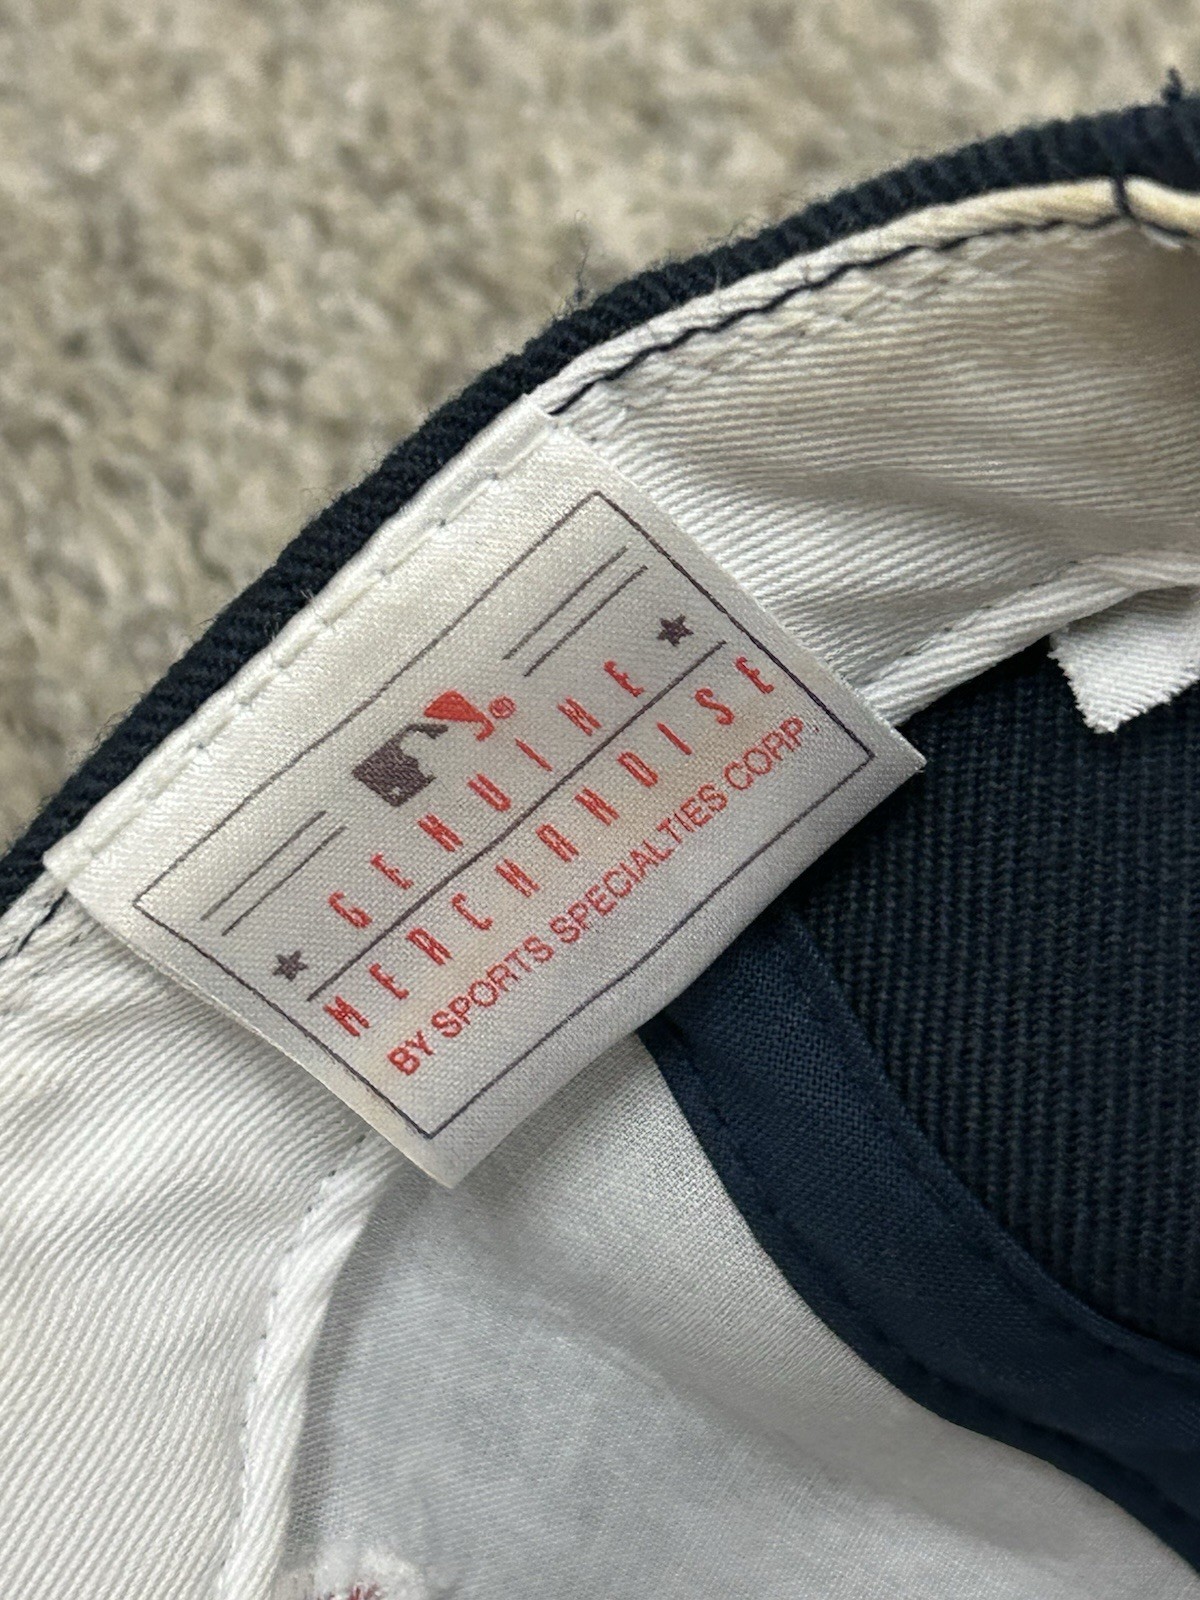 ®
GENUINE
MERCHANDISE
BY SPORTS SPECIALTIES CORP.